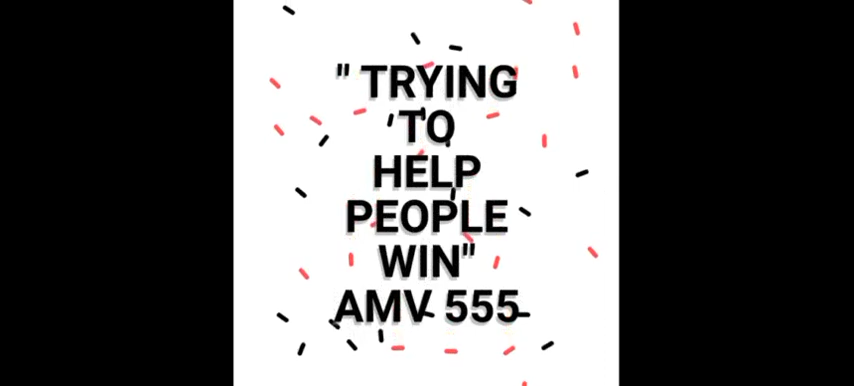 " TRYING
TO
HELP
PEOPLE
WIN"
AMV 555